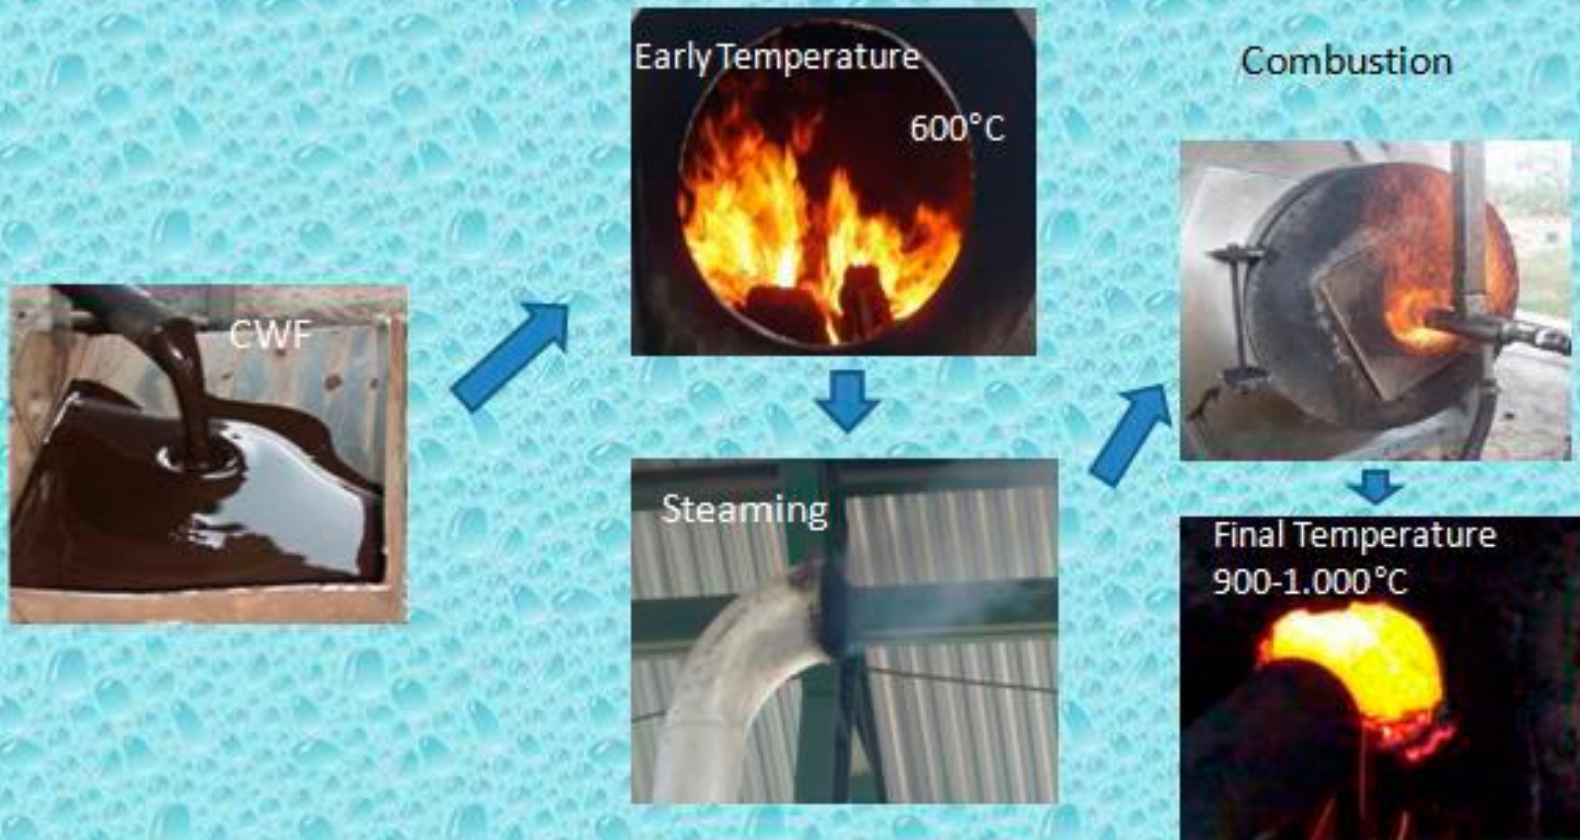 CWF
Early Temperature
600°C
Steaming
Combustion
Final Temperature
900-1.000°C